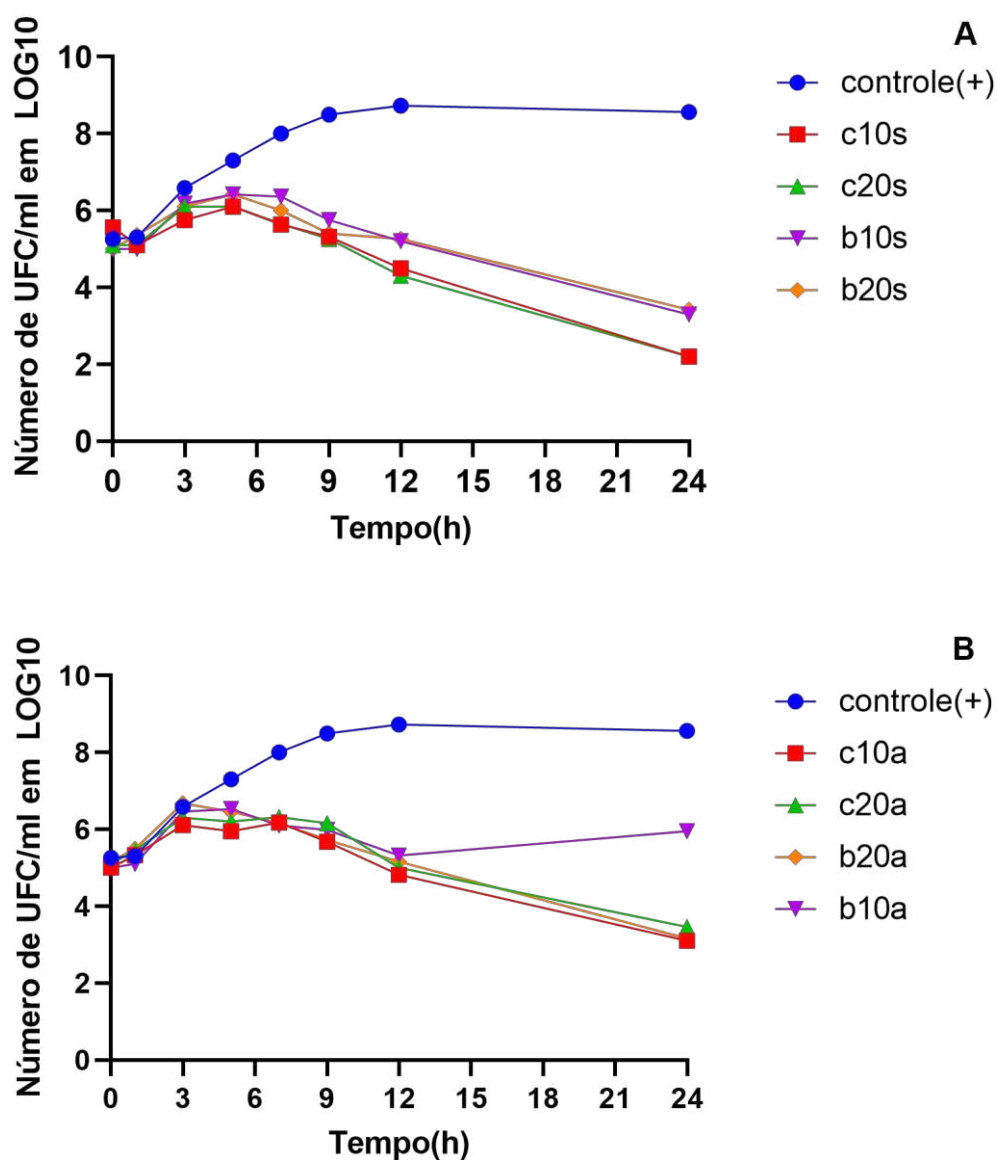 A
Número de UFC/ml em LOG10
10
8
6
4
2
0
0 3 6 9 12 15 18 21 24
Tempo(h)
controle(+)
c10s
c20s
b10s
b20s
B
Número de UFC/ml em LOG10
10
8
6
4
2
0
0 3 6 9 12 15 18 21 24
Tempo(h)
controle(+)
c10a
c20a
b20a
b10a